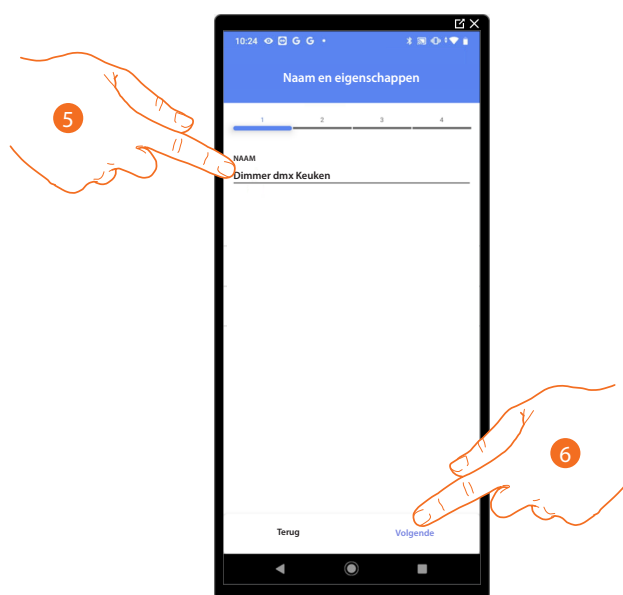 10:24 G G
Naam en eigenschappen
1 2 3 4
5
NAAM
Dimmer dmx Keuken
6
Terug Volgende